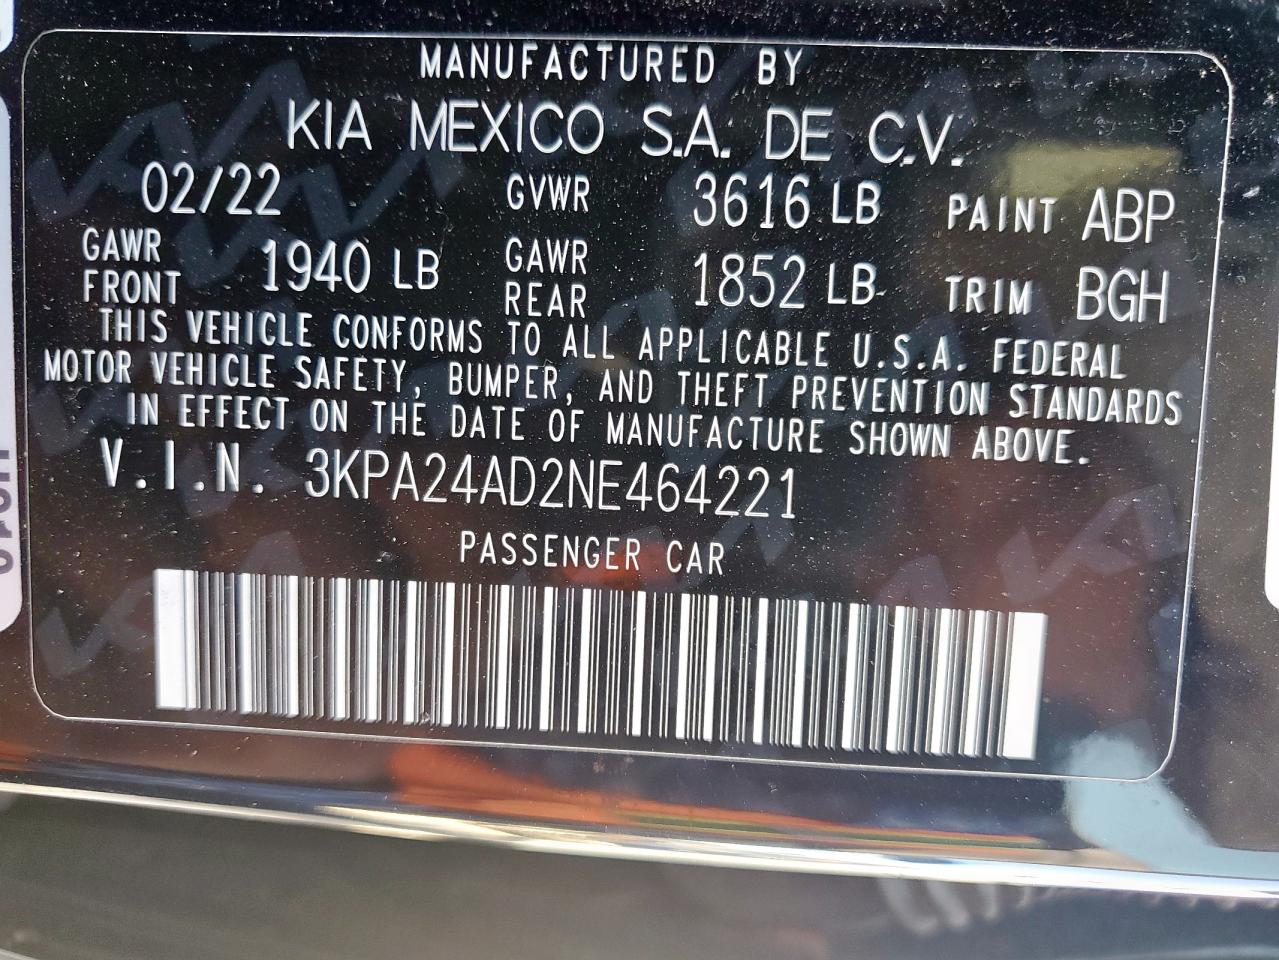 MANUFACTURED BY
KIA MEXICO S.A. DE C.V.
02/22 GVWR 3616 LB PAINT ABP
GAWR FRONT 1940 LB GAWR REAR 1852 LB TRIM BGH
THIS VEHICLE CONFORMS TO ALL APPLICABLE U.S.A. FEDERAL
MOTOR VEHICLE SAFETY, BUMPER, AND THEFT PREVENTION STANDARDS
IN EFFECT ON THE DATE OF MANUFACTURE SHOWN ABOVE.
V.I.N. 3KPA24AD2NE464221
PASSENGER CAR